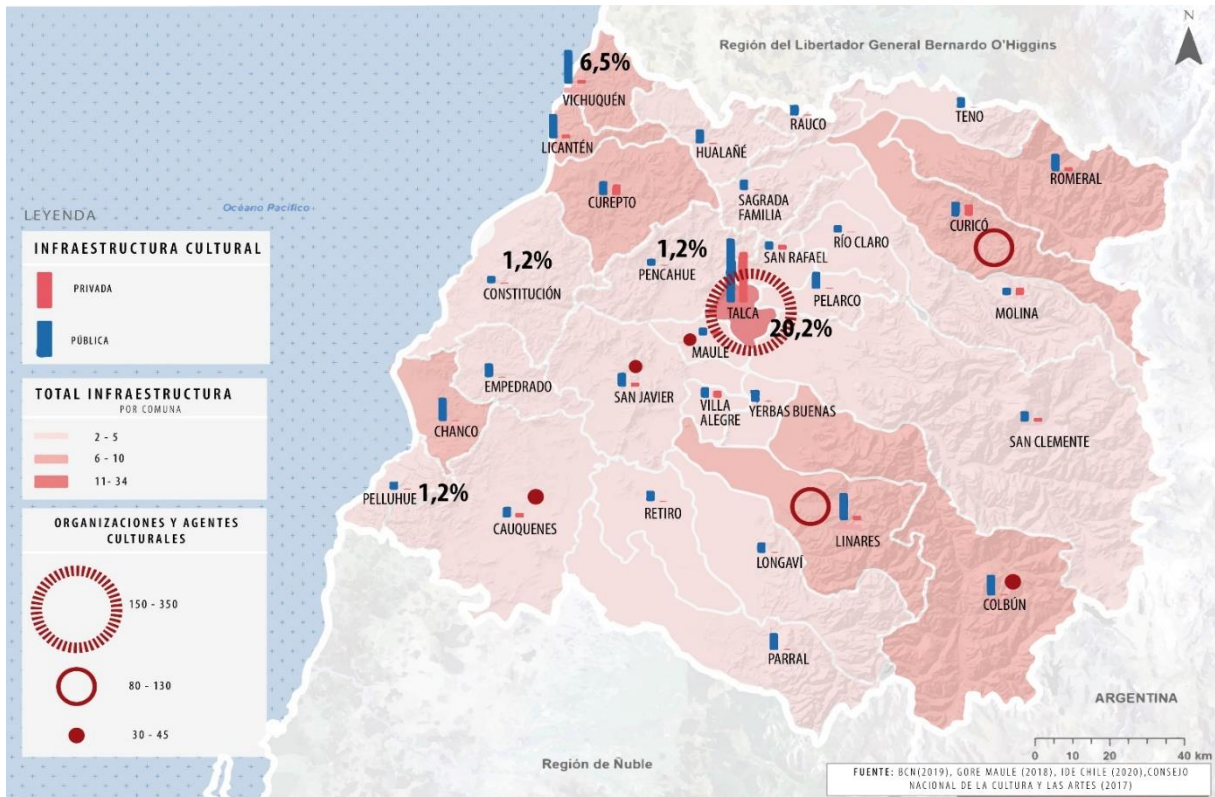 N
Región del Libertador General Bernardo O'Higgins
6,5%
VICHUQUÉN
TENO
RAUCO
LICANTÉN
HUALAÑÉ
ROMERAL
CUREPTO
SAGRADA
FAMILIA
CURICÓ
RÍO CLARO
1,2%
CONSTITUCIÓN
1,2%
PENCAHUE
SAN RAFAEL
PELARCO
MOLINA
TALCA
20,2%
MAULE
EMPEDRADO
SAN JAVIER
VILLA
ALEGRE
YERBAS BUENAS
CHANCO
SAN CLEMENTE
PELLUHUE
1,2%
CAUQUENES
RETIRO
LINARES
LONGAVÍ
COLBÚN
PARRAL
ARGENTINA
Región de Ñuble
Océano Pacífico
LEYENDA
INFRAESTRUCTURA CULTURAL
PRIVADA
PÚBLICA
TOTAL INFRAESTRUCTURA
POR COMUNA
2 - 5
6 - 10
11- 34
ORGANIZACIONES Y AGENTES
CULTURALES
150 - 350
80 - 130
30 - 45
0 10 20 40 km
FUENTE: BCN(2019), GORE MAULE (2018), IDE CHILE (2020),CONSEJO
NACIONAL DE LA CULTURA Y LAS ARTES (2017)